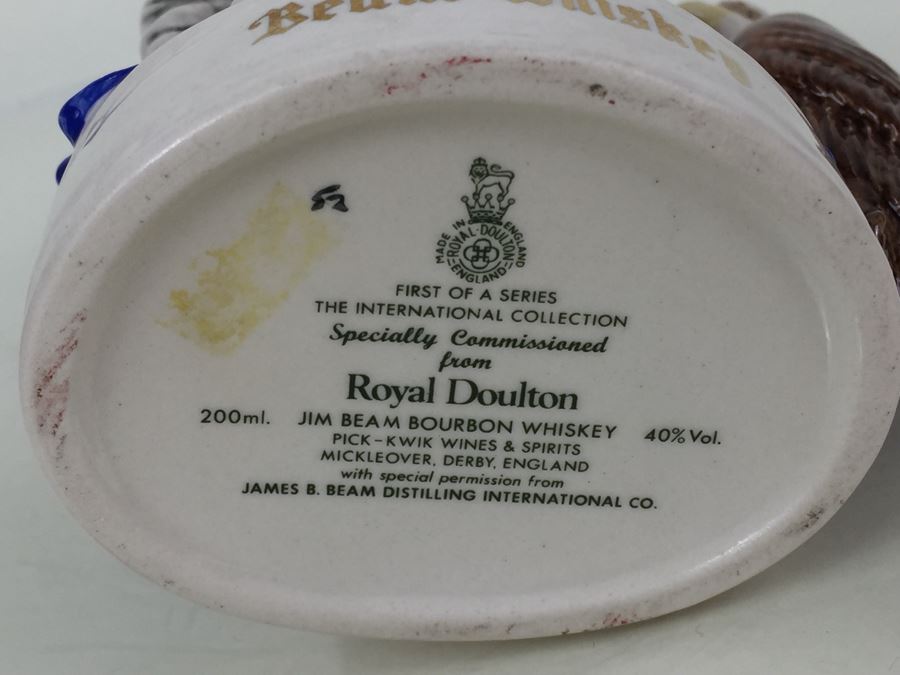 Beam Whiskey
MADE IN ENGLAND
ROYAL DOULTON
ENGLAND
FIRST OF A SERIES
THE INTERNATIONAL COLLECTION
Specially Commissioned
from
Royal Doulton
200ml. JIM BEAM BOURBON WHISKEY 40% Vol.
PICK-KWIK WINES & SPIRITS
MICKLEOVER, DERBY, ENGLAND
with special permission from
JAMES B. BEAM DISTILLING INTERNATIONAL CO.